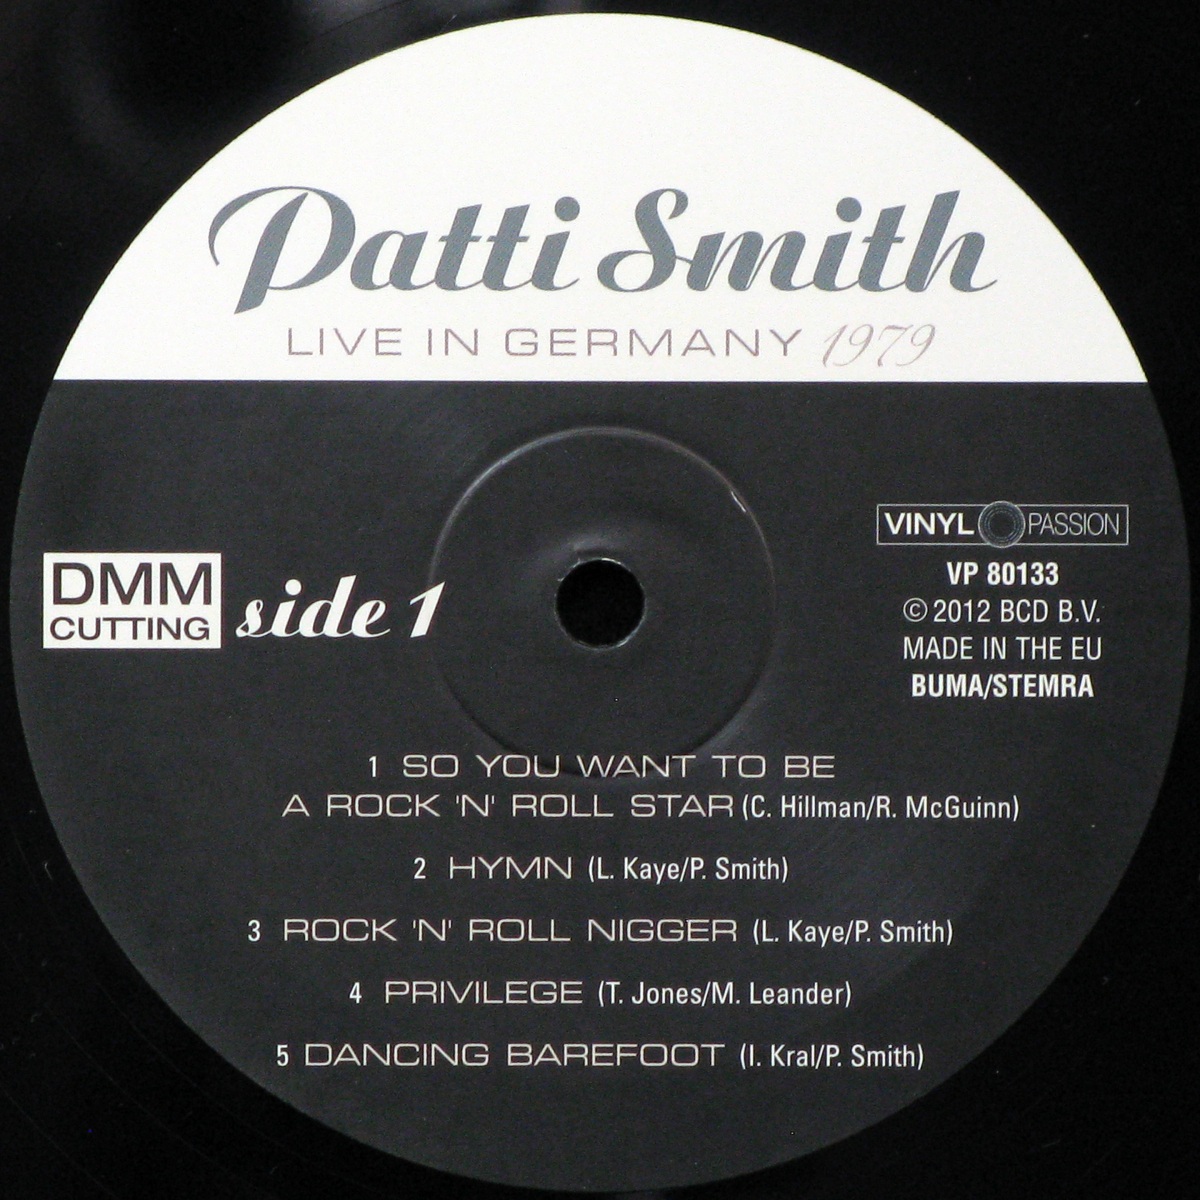 Patti Smith
LIVE IN GERMANY 1979
VINYL PASSION
VP 80133
© 2012 BCD B.V.
MADE IN THE EU
BUMA/STEMRA
DMM
CUTTING
side 1
1 SO YOU WANT TO BE
A ROCK 'N' ROLL STAR (C. Hillman/R. McGuinn)
2 HYMN (L. Kaye/P. Smith)
3 ROCK 'N' ROLL NIGGER (L. Kaye/P. Smith)
4 PRIVILEGE (T. Jones/M. Leander)
5 DANCING BAREFOOT (I. Kral/P. Smith)